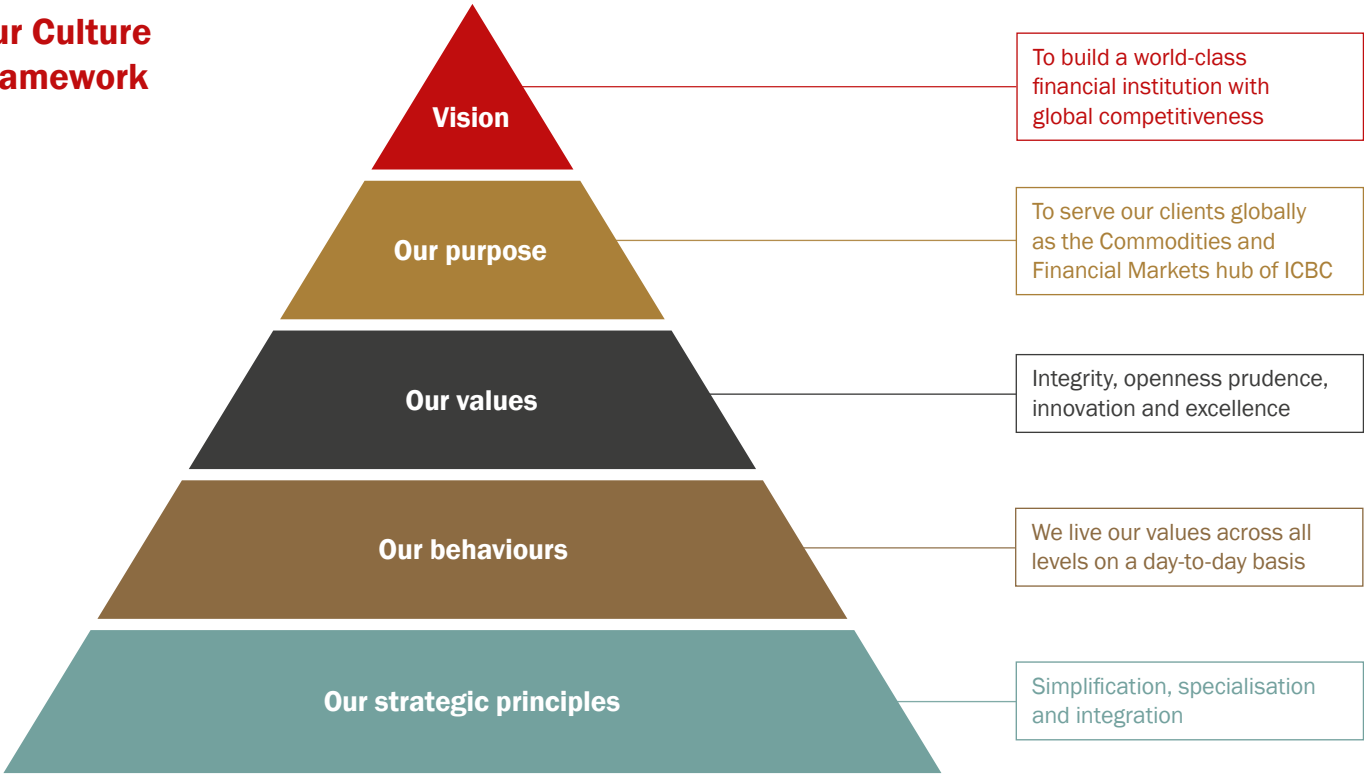 ur Culture
amework
Vision
To build a world-class
financial institution with
global competitiveness
Our purpose
To serve our clients globally
as the Commodities and
Financial Markets hub of ICBC
Our values
Integrity, openness prudence,
innovation and excellence
Our behaviours
We live our values across all
levels on a day-to-day basis
Our strategic principles
Simplification, specialisation
and integration